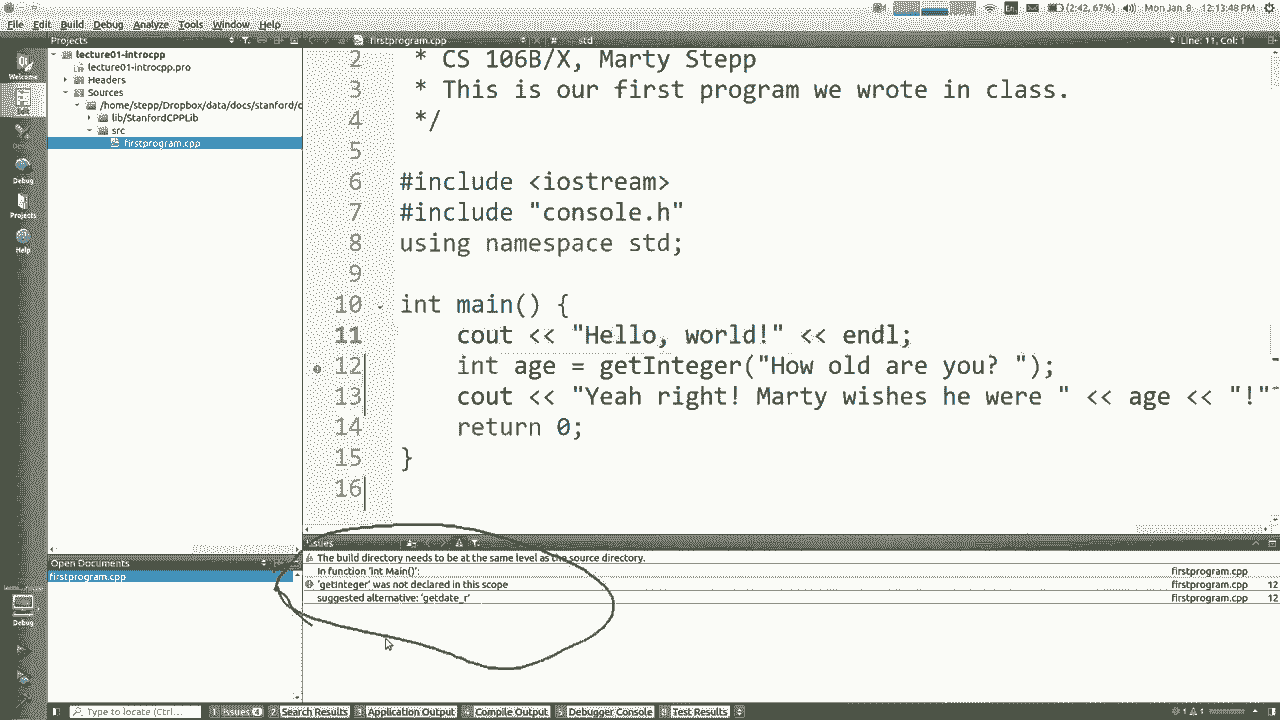 (2:42, 67%) Mon Jan 8 12:13:48 PM
File Edit Build Debug Analyze Tools Window Help
Projects
firstprogram.cpp
# std
Line: 11, Col: 1
Welcome
Debug
Projects
Help
lecture01-introcpp
lecture01-introcpp.pro
Headers
Sources
/home/stepp/Dropbox/data/docs/stanford/c
lib/StanfordCPPLib
src
firstprogram.cpp
2 * CS 106B/X, Marty Stepp
3 * This is our first program we wrote in class.
4 */
5
6 #include <iostream>
7 #include "console.h"
8 using namespace std;
9
10 int main() {
11 cout << "Hello, world!" << endl;
12 int age = getInteger("How old are you? ");
13 cout << "Yeah right! Marty wishes he were " << age << "!"
14 return 0;
15 }
16
Issues
The build directory needs to be at the same level as the source directory.
In function 'int Main()': firstprogram.cpp
'getInteger' was not declared in this scope firstprogram.cpp 12
suggested alternative: 'getdate_r' firstprogram.cpp 12
Open Documents
firstprogram.cpp
Debug
Type to locate (Ctrl...
1 Issues 4 2 Search Results 3 Application Output 4 Compile Output 5 Debugger Console 8 Test Results